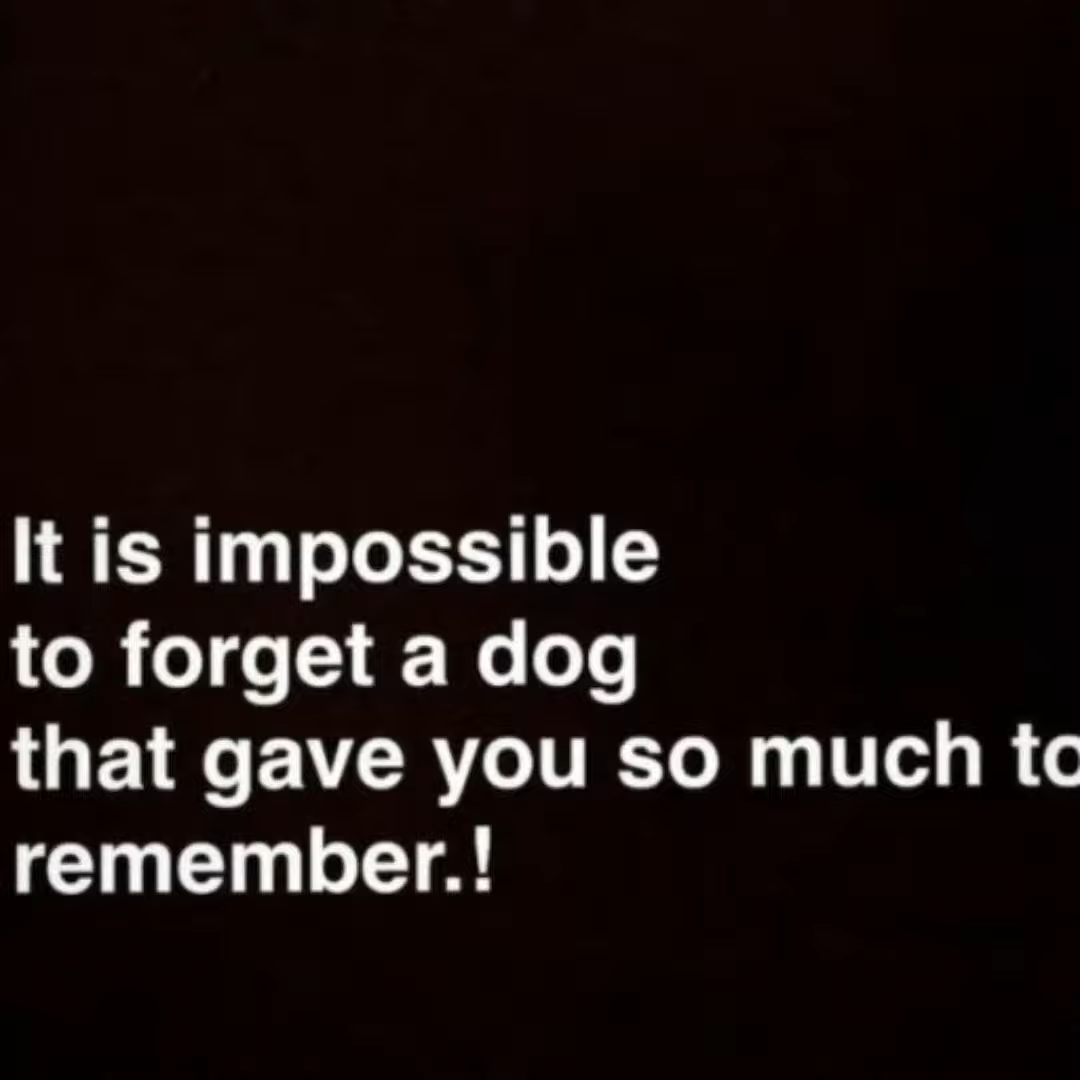 It is impossible
to forget a dog
that gave you so much to
remember.!